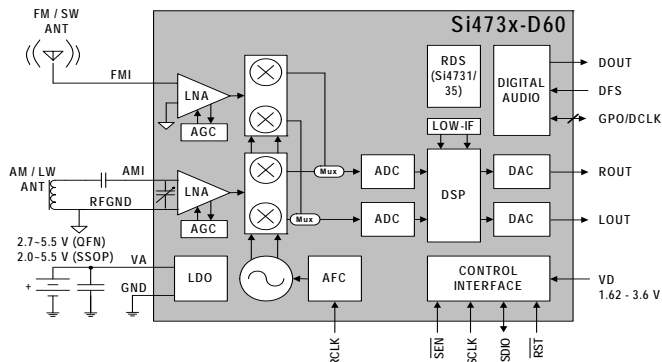 FM / SW
ANT
Si473x-D60
FMI
LNA
AGC
RDS
(Si4731/
35)
DIGITAL
AUDIO
DOUT
DFS
GPO/DCLK
LOW-IF
AM / LW
ANT
AMI
RFGND
LNA
AGC
Mux
Mux
ADC
ADC
DSP
DAC
DAC
ROUT
LOUT
2.7~5.5 V (QFN)
2.0~5.5 V (SSOP)
VA
GND
+
LDO
AFC
CONTROL
INTERFACE
VD
1.62 - 3.6 V
RCLK
SEN
SCLK
SDIO
RST